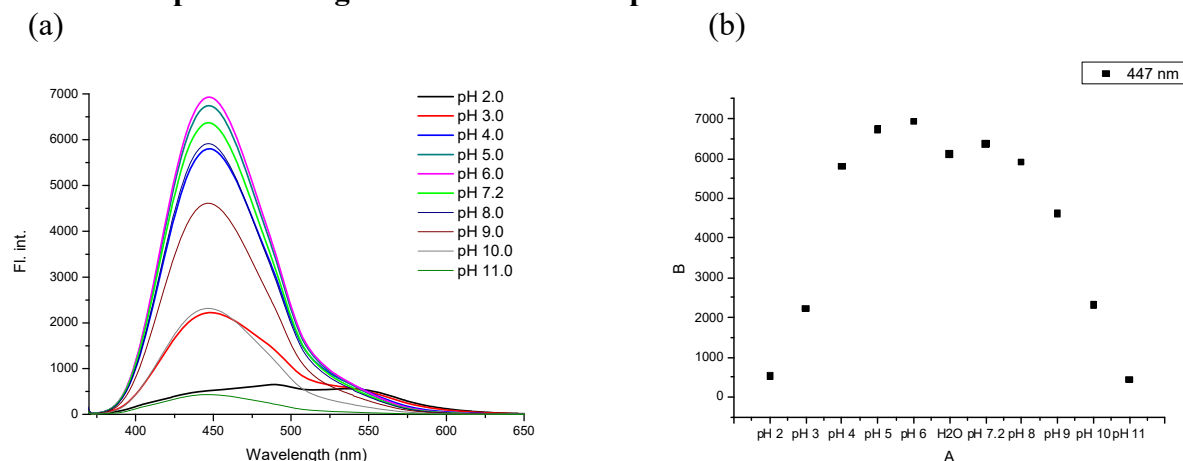 (a)
(b)
7000
6000
5000
4000
3000
2000
1000
0
400
450
500
550
600
650
Fl. int.
Wavelength (nm)
pH 2.0
pH 3.0
pH 4.0
pH 5.0
pH 6.0
pH 7.2
pH 8.0
pH 9.0
pH 10.0
pH 11.0
447 nm
7000
6000
5000
4000
3000
2000
1000
0
B
pH 2 pH 3 pH 4 pH 5 pH 6 H2O pH 7.2 pH 8 pH 9 pH 10 pH 11
A